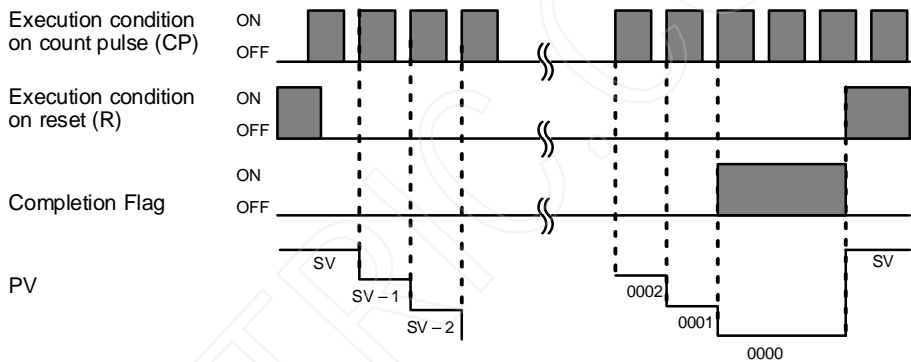 Execution condition
on count pulse (CP)
ON
OFF
Execution condition
on reset (R)
ON
OFF
Completion Flag
ON
OFF
PV
SV
SV – 1
SV – 2
0002
0001
0000
SV